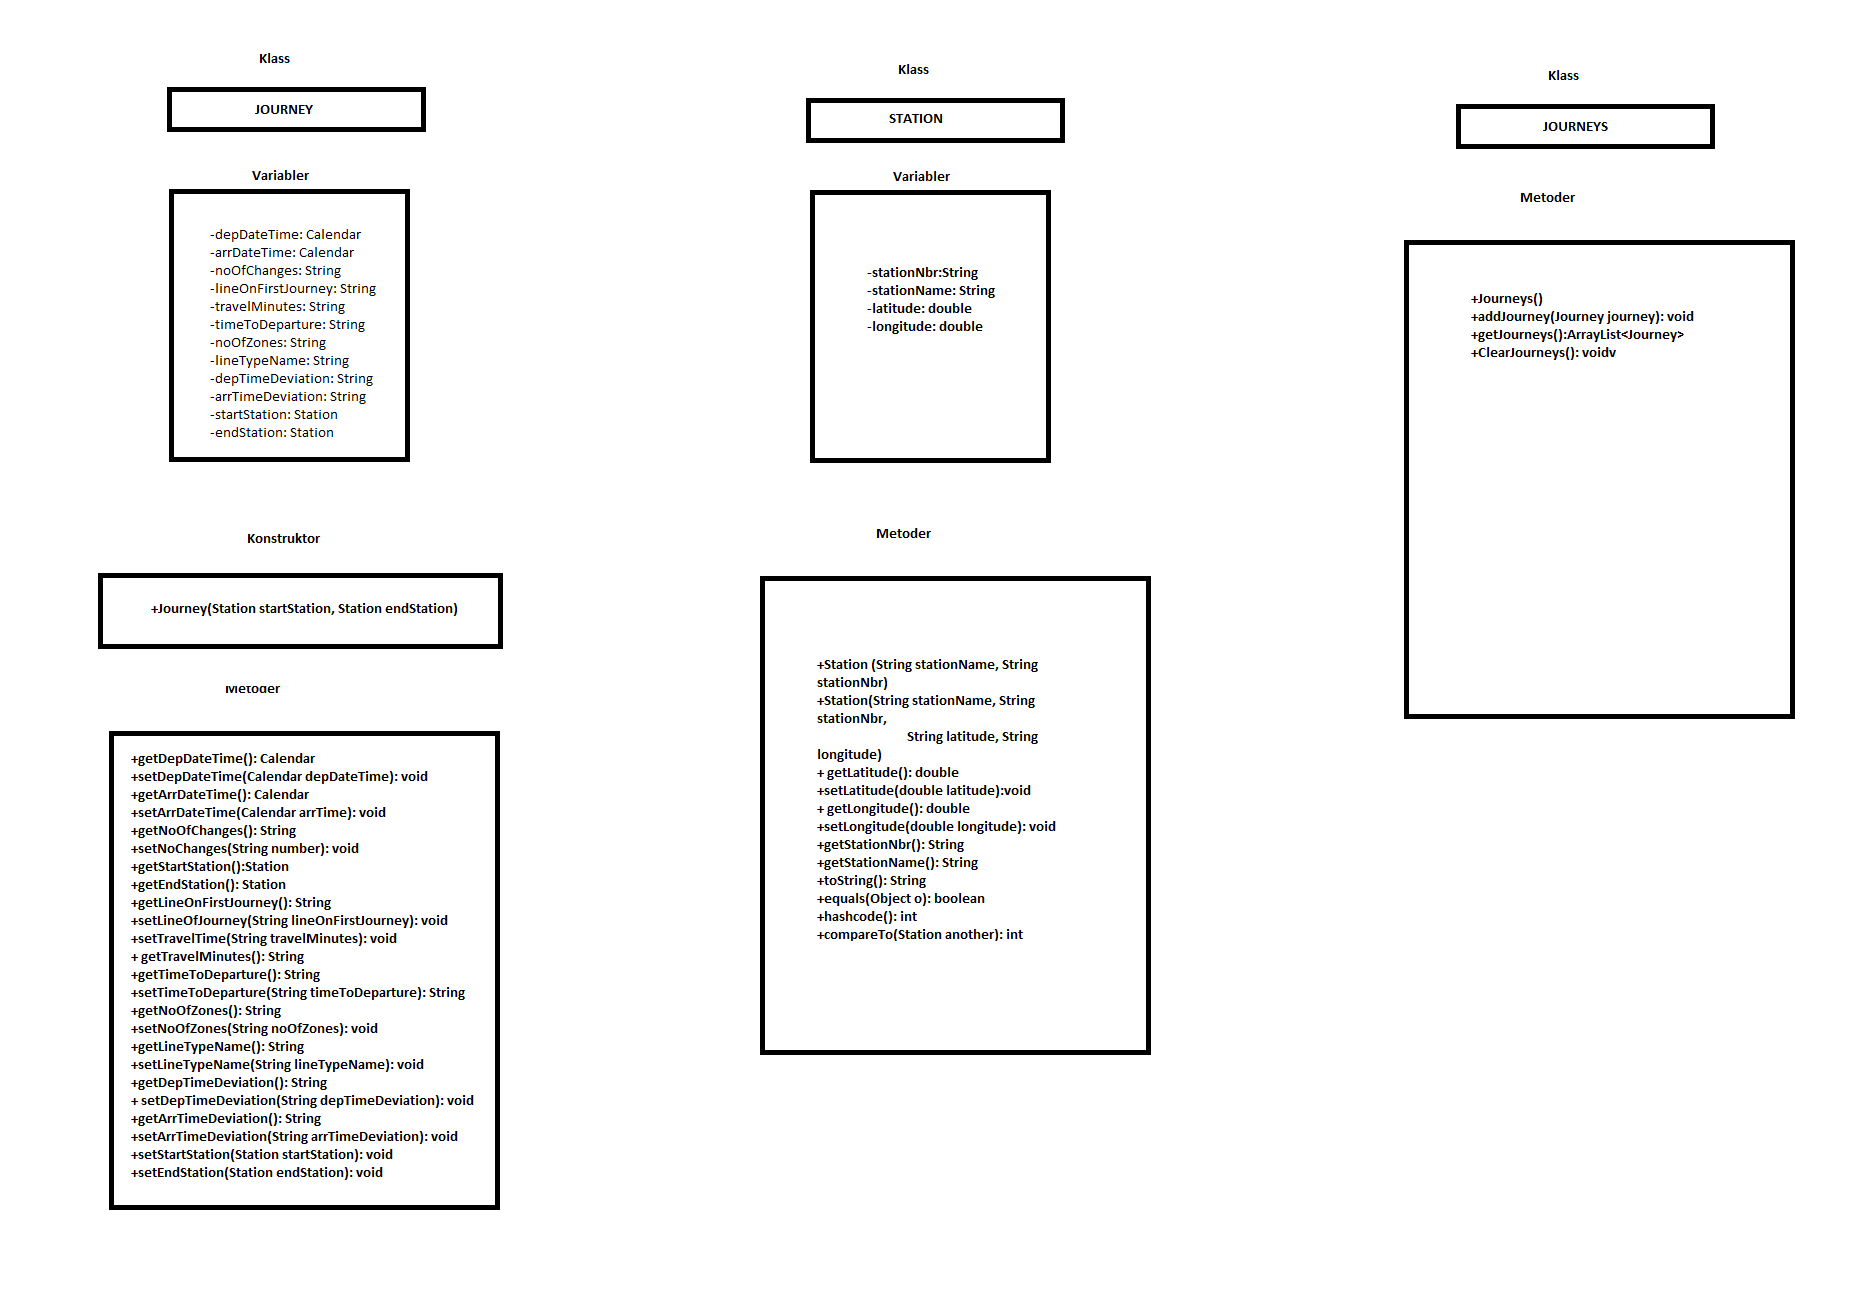 Klass
JOURNEY
Variabler
-depDateTime: Calendar
-arrDateTime: Calendar
-noOfChanges: String
-lineOnFirstJourney: String
-travelMinutes: String
-timeToDeparture: String
-noOfZones: String
-lineTypeName: String
-depTimeDeviation: String
-arrTimeDeviation: String
-startStation: Station
-endStation: Station
Konstruktor
+Journey(Station startStation, Station endStation)
Metoder
+getDepDateTime(): Calendar
+setDepDateTime(Calendar depDateTime): void
+getArrDateTime(): Calendar
+setArrDateTime(Calendar arrTime): void
+getNoOfChanges(): String
+setNoChanges(String number): void
+getStartStation():Station
+getEndStation(): Station
+getLineOnFirstJourney(): String
+setLineOfJourney(String lineOnFirstJourney): void
+setTravelTime(String travelMinutes): void
+ getTravelMinutes(): String
+getTimeToDeparture(): String
+setTimeToDeparture(String timeToDeparture): String
+getNoOfZones(): String
+setNoOfZones(String noOfZones): void
+getLineTypeName(): String
+setLineTypeName(String lineTypeName): void
+getDepTimeDeviation(): String
+ setDepTimeDeviation(String depTimeDeviation): void
+getArrTimeDeviation(): String
+setArrTimeDeviation(String arrTimeDeviation): void
+setStartStation(Station startStation): void
+setEndStation(Station endStation): void
Klass
STATION
Variabler
-stationNbr:String
-stationName: String
-latitude: double
-longitude: double
Metoder
+Station (String stationName, String
stationNbr)
+Station(String stationName, String
stationNbr,
String latitude, String
longitude)
+ getLatitude(): double
+setLatitude(double latitude):void
+ getLongitude(): double
+setLongitude(double longitude): void
+getStationNbr(): String
+getStationName(): String
+toString(): String
+equals(Object o): boolean
+hashcode(): int
+compareTo(Station another): int
Klass
JOURNEYS
Metoder
+Journeys()
+addJourney(Journey journey): void
+getJourneys():ArrayList<Journey>
+ClearJourneys(): voidv